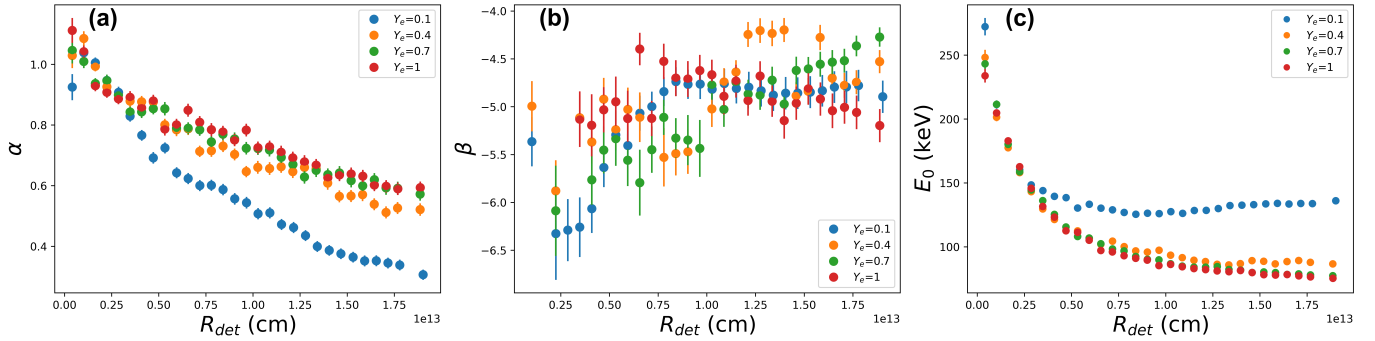 (a)
Y_e=0.1
Y_e=0.4
Y_e=0.7
Y_e=1
α
1.0
0.8
0.6
0.4
0.00 0.25 0.50 0.75 1.00 1.25 1.50 1.75
1e13
R_det (cm)
(b)
β
−4.0
−4.5
−5.0
−5.5
−6.0
−6.5
Y_e=0.1
Y_e=0.4
Y_e=0.7
Y_e=1
0.25 0.50 0.75 1.00 1.25 1.50 1.75
1e13
R_det (cm)
(c)
Y_e=0.1
Y_e=0.4
Y_e=0.7
Y_e=1
E_0 (keV)
250
200
150
100
0.00 0.25 0.50 0.75 1.00 1.25 1.50 1.75
1e13
R_det (cm)